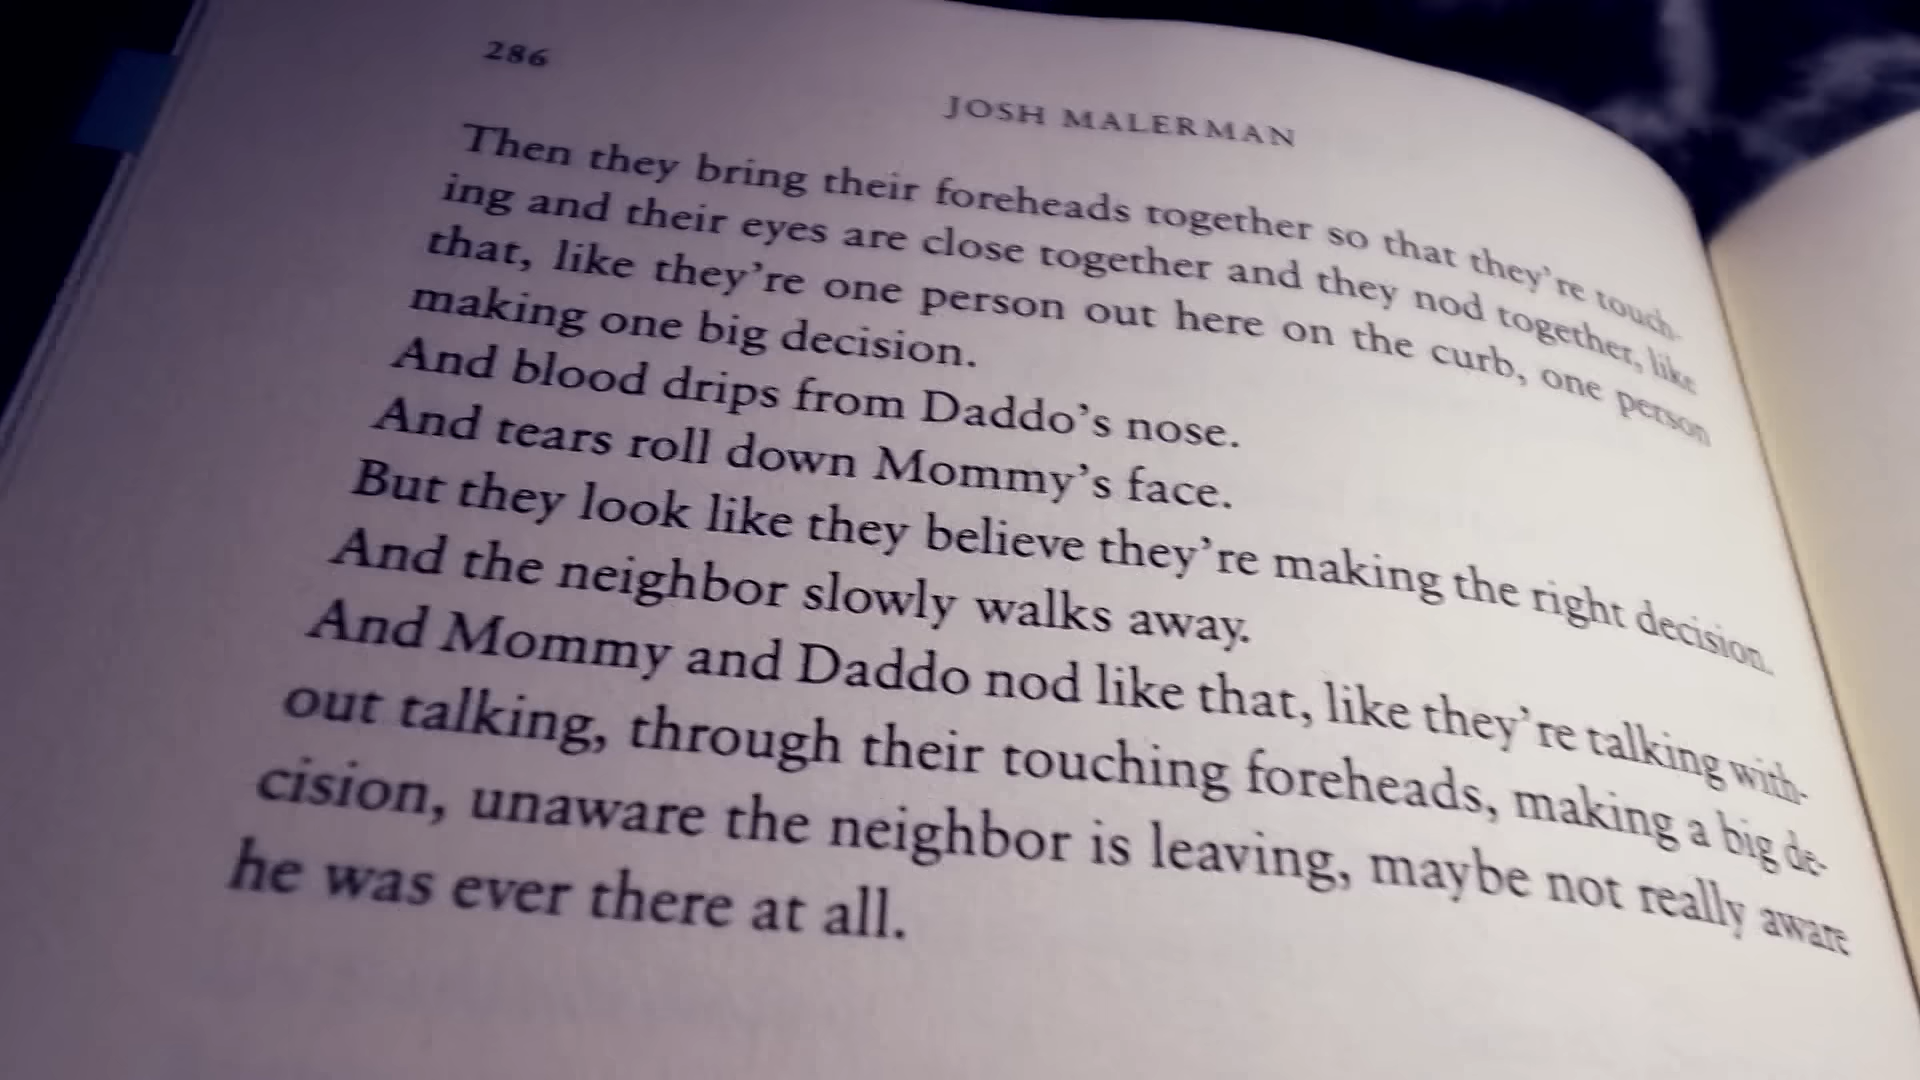 286
JOSH MALERMAN
Then they bring their foreheads together so that they're touch-
ing and their eyes are close together and they nod together, like
that, like they're one person out here on the curb, one person
making one big decision.
And blood drips from Daddo's nose.
And tears roll down Mommy's face.
But they look like they believe they're making the right decision.
And the neighbor slowly walks away.
And Mommy and Daddo nod like that, like they're talking with-
out talking, through their touching foreheads, making a big de-
cision, unaware the neighbor is leaving, maybe not really aware
he was ever there at all.